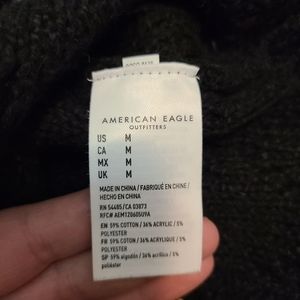 AMERICAN EAGLE
OUTFITTERS
US M
CA M
MX M
UK M
MADE IN CHINA / FABRIQUÉ EN CHINE /
HECHO EN CHINA
RN 54485/CA 03873
RFC# AEM120605U9A
EN 59% COTTON / 36% ACRYLIC / 5%
POLYESTER
FR 59% COTON / 36% ACRYLIQUE / 5%
POLYESTER
SP 59% algodón / 36% acrílico / 5%
poliéster